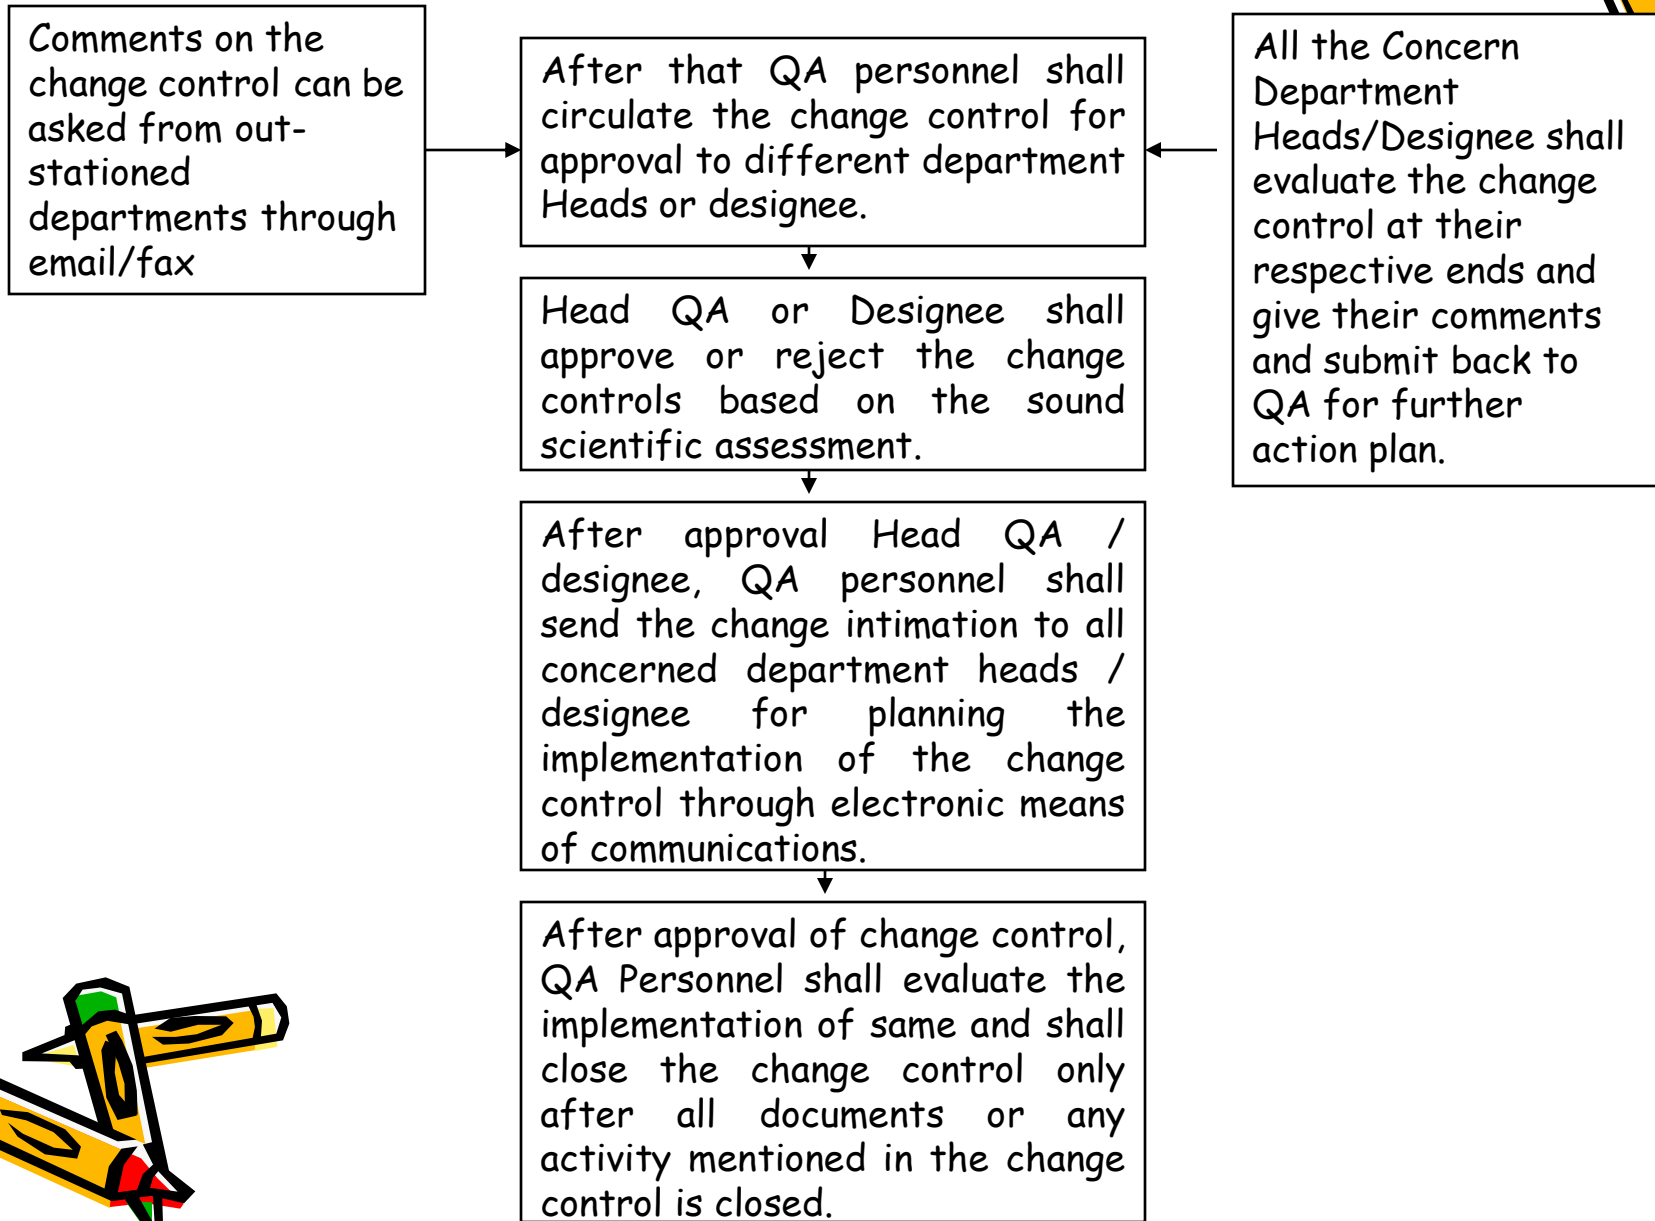 Comments on the
change control can be
asked from out-
stationed
departments through
email/fax
After that QA personnel shall
circulate the change control for
approval to different department
Heads or designee.
All the Concern
Department
Heads/Designee shall
evaluate the change
control at their
respective ends and
give their comments
and submit back to
QA for further
action plan.
Head QA or Designee shall
approve or reject the change
controls based on the sound
scientific assessment.
After approval Head QA /
designee, QA personnel shall
send the change intimation to all
concerned department heads /
designee for planning the
implementation of the change
control through electronic means
of communications.
After approval of change control,
QA Personnel shall evaluate the
implementation of same and shall
close the change control only
after all documents or any
activity mentioned in the change
control is closed.